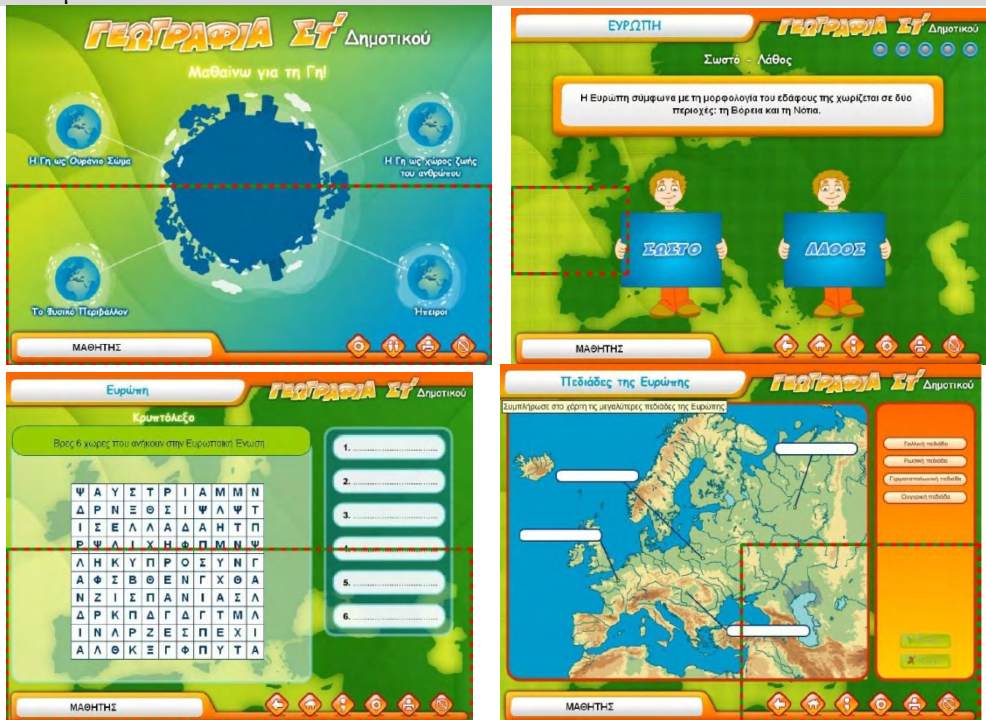 ΓΕΩΓΡΑΦΙΑ ΣΤ΄ Δημοτικού
Μαθαίνω για τη Γη!
Η Γη ως Ουράνιο Σώμα
Η Γη ως χώρος ζωής
του ανθρώπου
Το Φυσικό Περιβάλλον
Ήπειροι
ΜΑΘΗΤΗΣ
ΕΥΡΩΠΗ
ΓΕΩΓΡΑΦΙΑ ΣΤ΄ Δημοτικού
Σωστό - Λάθος
Η Ευρώπη σύμφωνα με τη μορφολογία του εδάφους της χωρίζεται σε δύο
περιοχές: τη Βόρεια και τη Νότια.
ΣΩΣΤΟ
ΛΑΘΟΣ
ΜΑΘΗΤΗΣ
Ευρώπη
ΓΕΩΓΡΑΦΙΑ ΣΤ΄ Δημοτικού
Κρυπτόλεξο
Βρες 6 χώρες που ανήκουν στην Ευρωπαϊκή Ένωση
Ψ Α Υ Σ Τ Ρ Ι Α Μ Μ Ν
Δ Ρ Ν Ξ Θ Σ Ι Ψ Λ Ψ Τ
Ι Σ Ε Λ Λ Α Δ Α Η Τ Π
Ρ Ψ Λ Ι Χ Η Φ Π Μ Ν Ψ
Λ Η Κ Υ Π Ρ Ο Σ Υ Ν Γ
Α Φ Σ Β Θ Ε Ν Γ Χ Θ Α
Ν Ζ Ι Σ Π Α Ν Ι Α Σ Λ
Δ Ρ Κ Π Δ Γ Δ Γ Τ Μ Λ
Ι Ν Λ Ρ Ζ Ε Σ Π Ε Χ Ι
Α Λ Θ Κ Ξ Γ Φ Π Υ Τ Α
1. ..................................
2. ..................................
3. ..................................
4. ..................................
5. ..................................
6. ..................................
ΜΑΘΗΤΗΣ
Πεδιάδες της Ευρώπης
ΓΕΩΓΡΑΦΙΑ ΣΤ΄ Δημοτικού
Συμπλήρωσε στο χάρτη τις μεγαλύτερες πεδιάδες της Ευρώπης.
Γαλλική πεδιάδα
Ρωσική πεδιάδα
Γερμανοπολωνική πεδιάδα
Ουγγρική πεδιάδα
ΜΑΘΗΤΗΣ